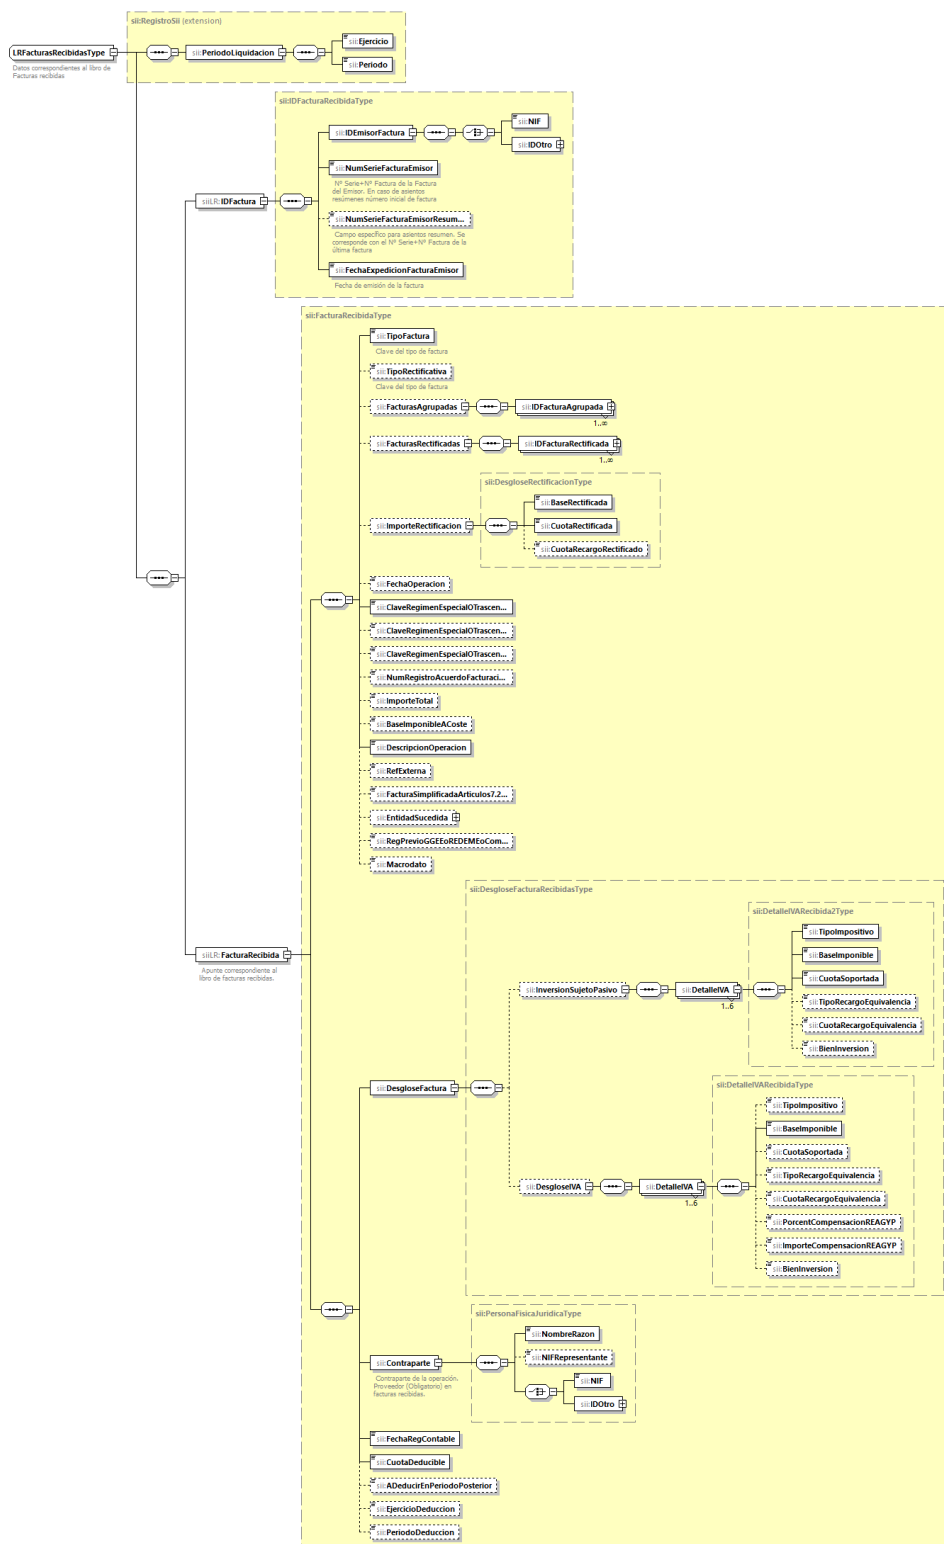 sii:RegistroSii (extension)
LRFacturasRecibidasType
Datos correspondientes al libro de
Facturas recibidas
sii:PeriodoLiquidacion
sii:Ejercicio
sii:Periodo
sii:IDFacturaRecibidaType
siiLR:IDFactura
sii:IDEmisorFactura
sii:NIF
sii:IDOtro
sii:NumSerieFacturaEmisor
Nº Serie+Nº Factura de la Factura
del Emisor. En caso de asientos
resúmenes número inicial de factura
sii:NumSerieFacturaEmisorResum...
Campo específico para asientos resumen. Se
corresponde con el Nº Serie+Nº Factura de la
última factura
sii:FechaExpedicionFacturaEmisor
Fecha de emisión de la factura
sii:FacturaRecibidaType
sii:TipoFactura
Clave del tipo de factura
sii:TipoRectificativa
Clave del tipo de factura
sii:FacturasAgrupadas
sii:IDFacturaAgrupada
1..∞
sii:FacturasRectificadas
sii:IDFacturaRectificada
1..∞
sii:DesgloseRectificacionType
sii:ImporteRectificacion
sii:BaseRectificada
sii:CuotaRectificada
sii:CuotaRecargoRectificado
sii:FechaOperacion
sii:ClaveRegimenEspecialOTrascen...
sii:ClaveRegimenEspecialOTrascen...
sii:ClaveRegimenEspecialOTrascen...
sii:NumRegistroAcuerdoFacturaci...
sii:ImporteTotal
sii:BaseImponibleACoste
sii:DescripcionOperacion
sii:RefExterna
sii:FacturaSimplificadaArticulos7.2...
sii:EntidadSucedida
sii:RegPrevioGGEEoREDEMEoCom...
sii:Macrodato
siiLR:FacturaRecibida
Apunte correspondiente al
libro de facturas recibidas.
sii:DesgloseFacturaRecibidasType
sii:DesgloseFactura
sii:InversionSujetoPasivo
sii:DetalleIVA
1..6
sii:DetalleIVARecibida2Type
sii:TipoImpositivo
sii:BaseImponible
sii:CuotaSoportada
sii:TipoRecargoEquivalencia
sii:CuotaRecargoEquivalencia
sii:BienInversion
sii:DesgloseIVA
sii:DetalleIVA
1..6
sii:DetalleIVARecibidaType
sii:TipoImpositivo
sii:BaseImponible
sii:CuotaSoportada
sii:TipoRecargoEquivalencia
sii:CuotaRecargoEquivalencia
sii:PorcentCompensacionREAGYP
sii:ImporteCompensacionREAGYP
sii:BienInversion
sii:PersonaFisicaJuridicaType
sii:Contraparte
Contraparte de la operación.
Proveedor (Obligatorio) en
facturas recibidas.
sii:NombreRazon
sii:NIFRepresentante
sii:NIF
sii:IDOtro
sii:FechaRegContable
sii:CuotaDeducible
sii:ADeducirEnPeriodoPosterior
sii:EjercicioDeduccion
sii:PeriodoDeduccion